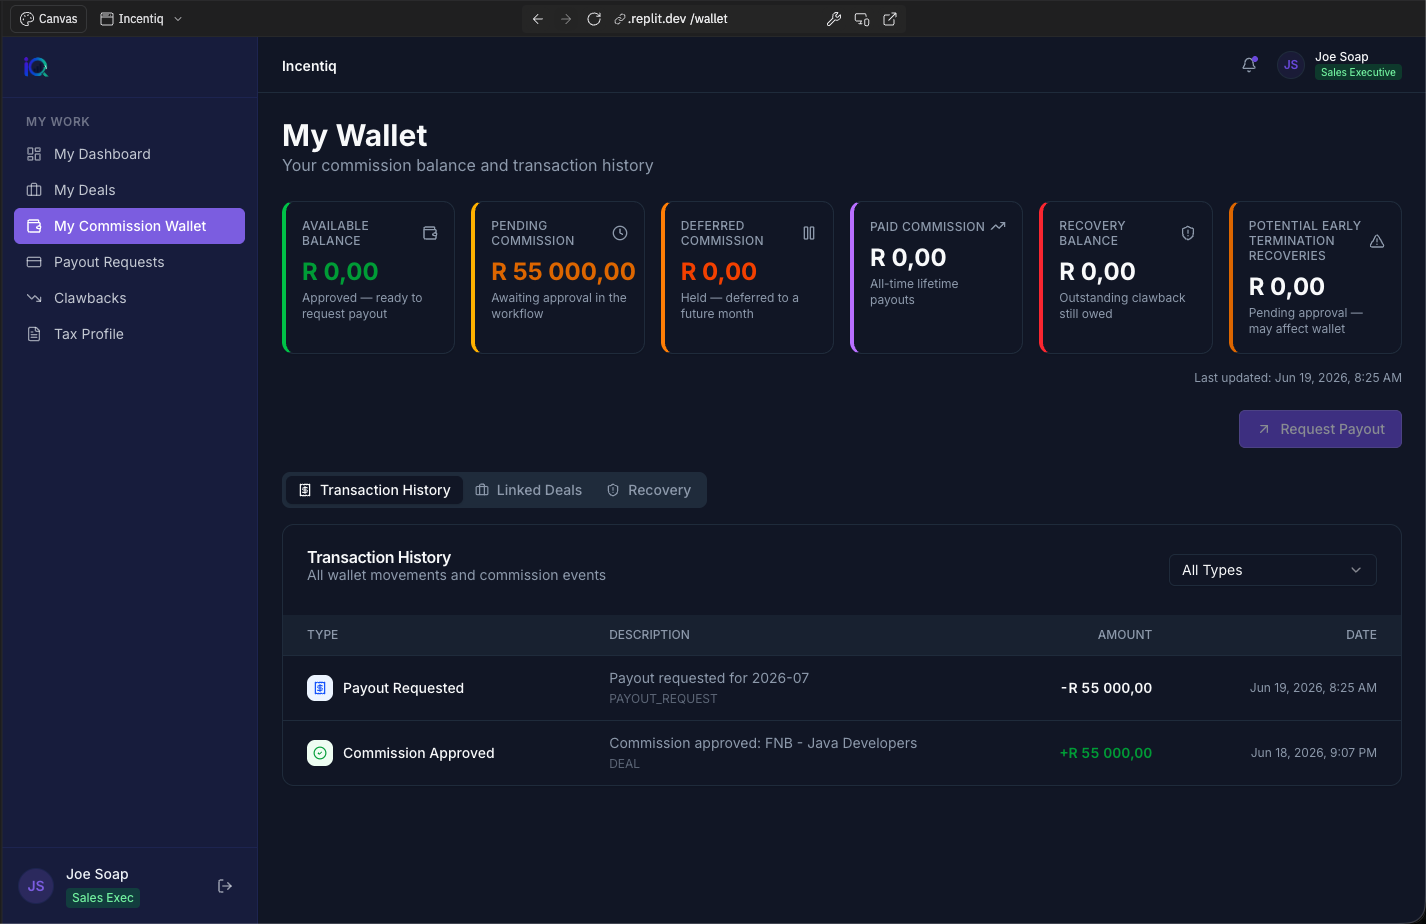 Canvas
Incentiq
.replit.dev /wallet
iQ
Incentiq
JS
Joe Soap
Sales Executive
MY WORK
My Dashboard
My Deals
My Commission Wallet
Payout Requests
Clawbacks
Tax Profile
My Wallet
Your commission balance and transaction history
AVAILABLE
BALANCE
R 0,00
Approved — ready to
request payout
PENDING
COMMISSION
R 55 000,00
Awaiting approval in the
workflow
DEFERRED
COMMISSION
R 0,00
Held — deferred to a
future month
PAID COMMISSION
R 0,00
All-time lifetime
payouts
RECOVERY
BALANCE
R 0,00
Outstanding clawback
still owed
POTENTIAL EARLY
TERMINATION
RECOVERIES
R 0,00
Pending approval —
may affect wallet
Last updated: Jun 19, 2026, 8:25 AM
Request Payout
Transaction History
Linked Deals
Recovery
Transaction History
All wallet movements and commission events
All Types
TYPE DESCRIPTION AMOUNT DATE
Payout Requested
Payout requested for 2026-07
PAYOUT_REQUEST
-R 55 000,00
Jun 19, 2026, 8:25 AM
Commission Approved
Commission approved: FNB - Java Developers
DEAL
+R 55 000,00
Jun 18, 2026, 9:07 PM
JS
Joe Soap
Sales Exec